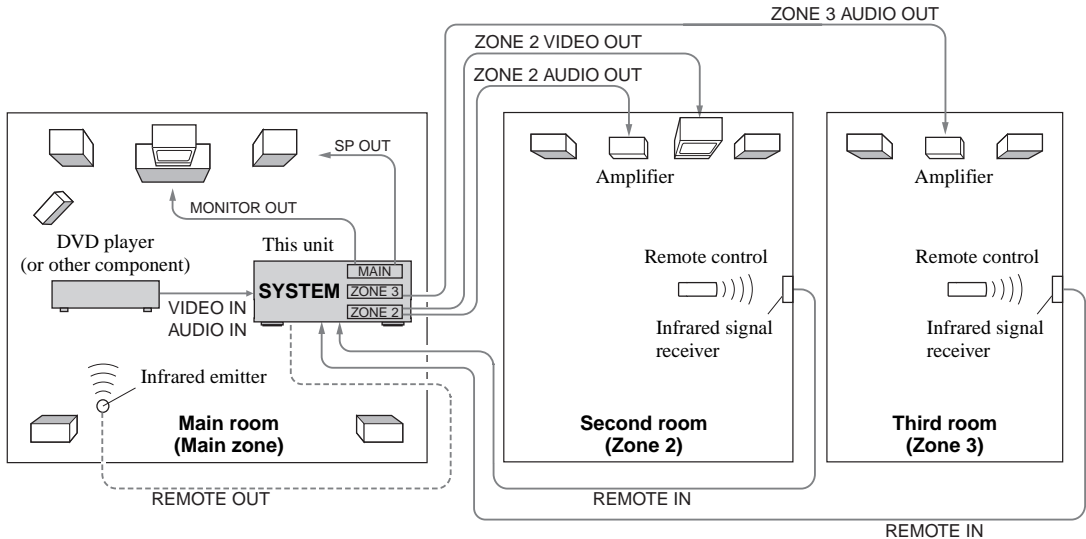 ZONE 3 AUDIO OUT
ZONE 2 VIDEO OUT
ZONE 2 AUDIO OUT
SP OUT
MONITOR OUT
Amplifier
Amplifier
DVD player
(or other component)
This unit
SYSTEM
MAIN
ZONE 3
ZONE 2
VIDEO IN
AUDIO IN
Remote control
Infrared signal
receiver
Remote control
Infrared signal
receiver
Infrared emitter
Main room
(Main zone)
Second room
(Zone 2)
Third room
(Zone 3)
REMOTE OUT
REMOTE IN
REMOTE IN